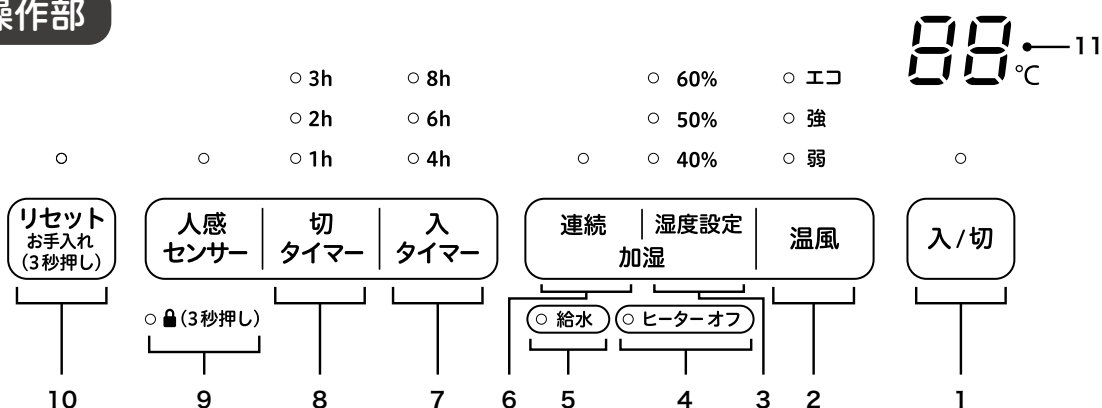 操作部
88
℃
11
3h
8h
60%
エコ
2h
6h
50%
強
1h
4h
40%
弱
リセット
お手入れ
(3秒押し)
人感
センサー
切
タイマー
入
タイマー
連続
湿度設定
加湿
温風
入/切
(3秒押し)
給水
ヒーターオフ
10
9
8
7
6
5
4
3
2
1